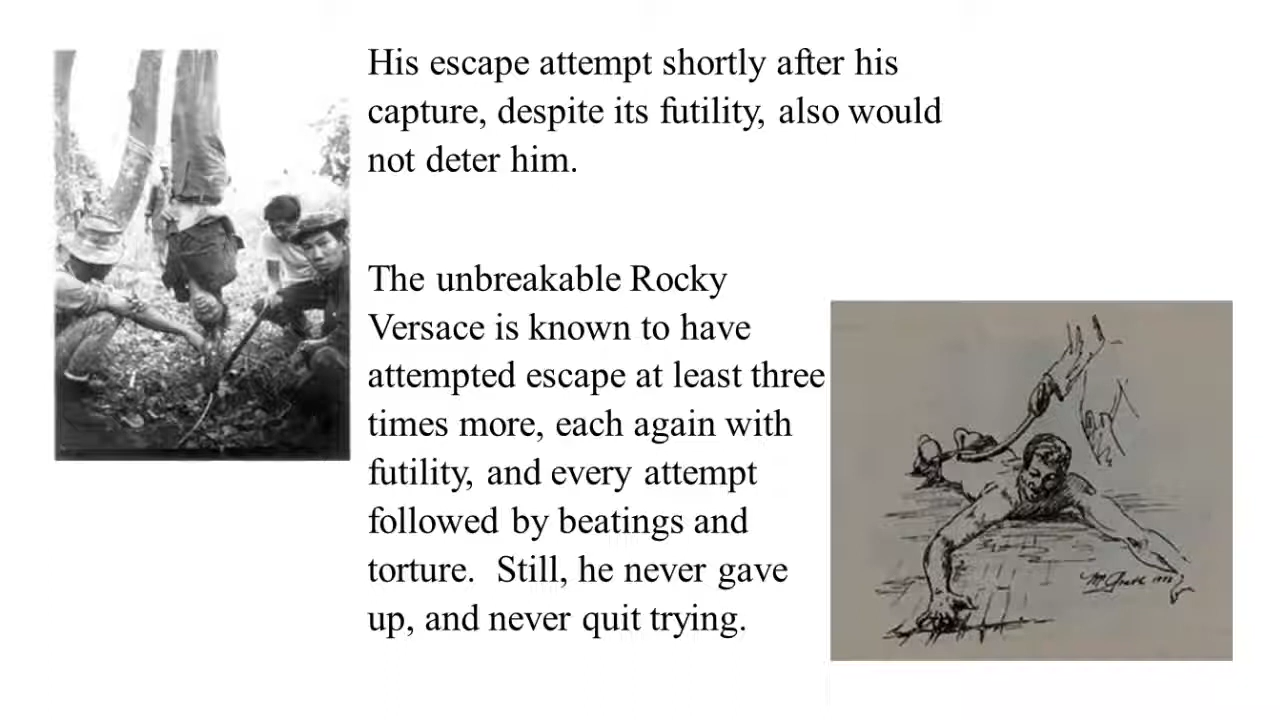 His escape attempt shortly after his
capture, despite its futility, also would
not deter him.
The unbreakable Rocky
Versace is known to have
attempted escape at least three
times more, each again with
futility, and every attempt
followed by beatings and
torture.  Still, he never gave
up, and never quit trying.